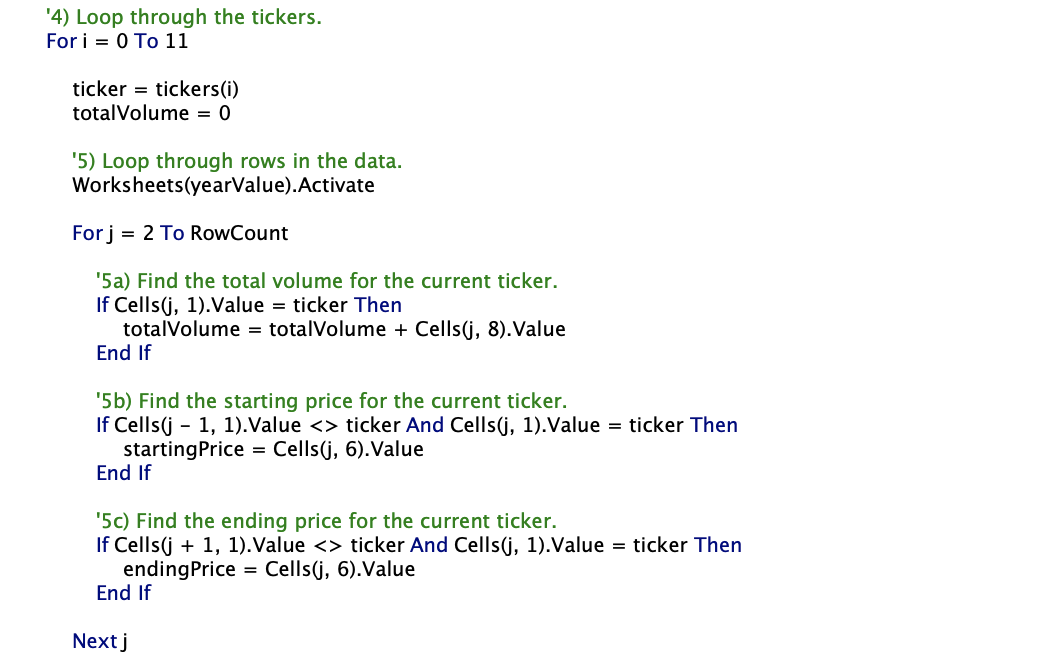 '4) Loop through the tickers.
For i = 0 To 11
ticker = tickers(i)
totalVolume = 0
'5) Loop through rows in the data.
Worksheets(yearValue).Activate
For j = 2 To RowCount
'5a) Find the total volume for the current ticker.
If Cells(j, 1).Value = ticker Then
totalVolume = totalVolume + Cells(j, 8).Value
End If
'5b) Find the starting price for the current ticker.
If Cells(j - 1, 1).Value <> ticker And Cells(j, 1).Value = ticker Then
startingPrice = Cells(j, 6).Value
End If
'5c) Find the ending price for the current ticker.
If Cells(j + 1, 1).Value <> ticker And Cells(j, 1).Value = ticker Then
endingPrice = Cells(j, 6).Value
End If
Next j